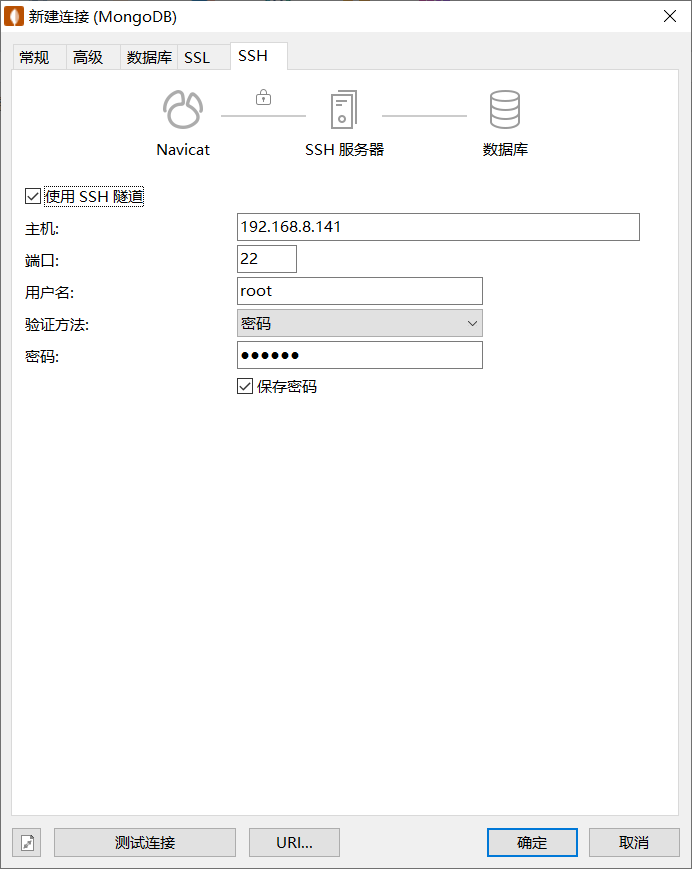 新建连接 (MongoDB)
常规 高级 数据库 SSL SSH
Navicat SSH 服务器 数据库
使用 SSH 隧道
主机: 192.168.8.141
端口: 22
用户名: root
验证方法: 密码
密码: ●●●●●●
保存密码
测试连接 URI... 确定 取消